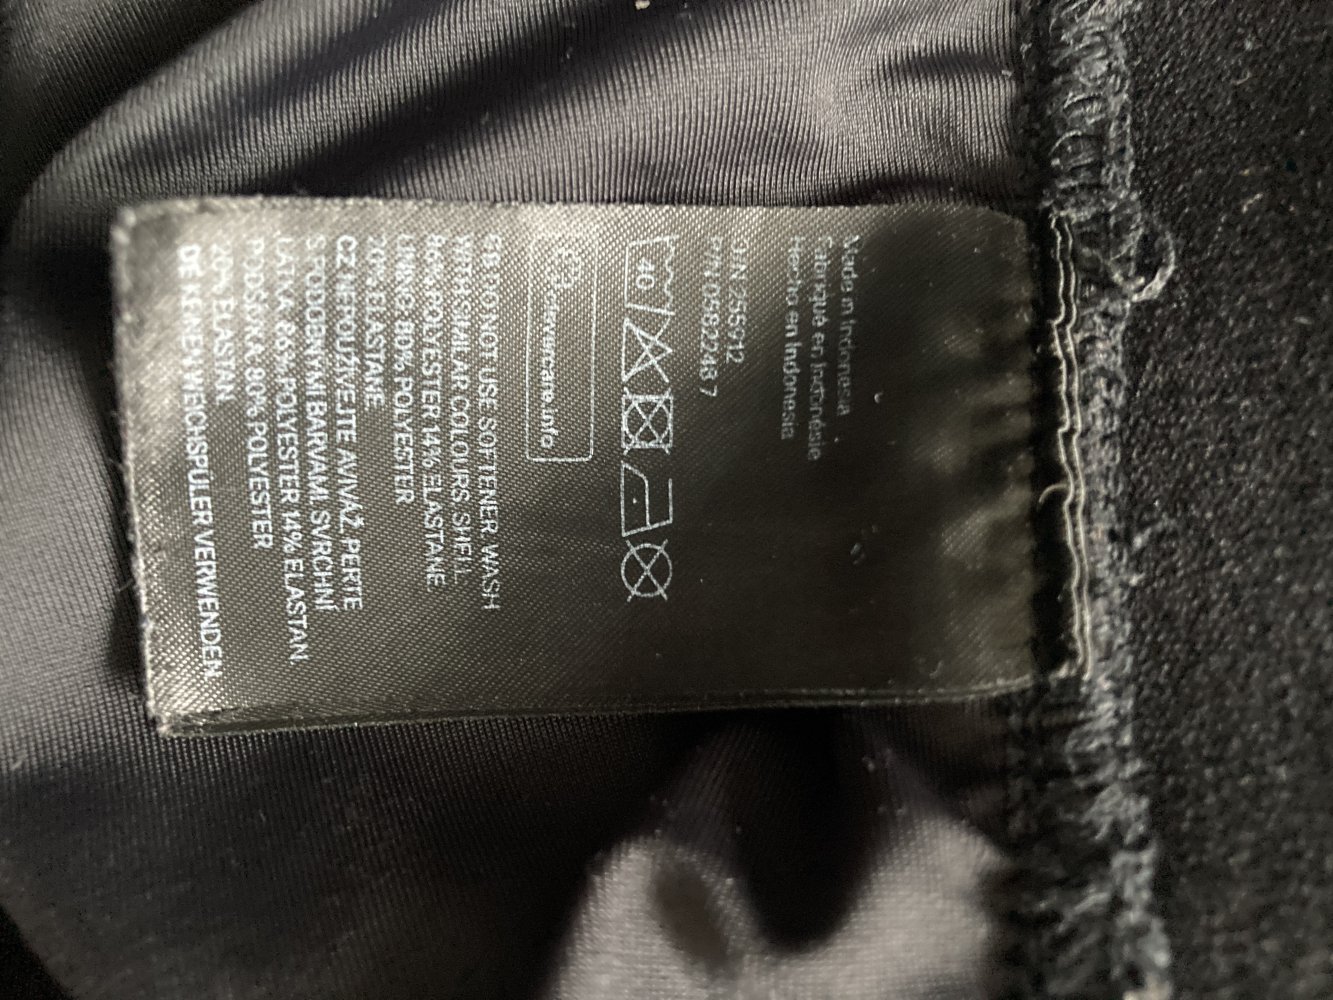 Made in Indonesia
Fabriqué en Indonésie
Hecho en Indonesia
255212
40
clevercare.info
GB DO NOT USE SOFTENER. WASH
WITH SIMILAR COLOURS. SHELL
86% POLYESTER 14% ELASTANE.
LINING 80% POLYESTER
20% ELASTANE.
CZ NEPOUŽÍVEJTE AVIVÁŽ. PERTE
S PODOBNÝMI BARVAMI. SVRCHNÍ
LÁTKA 86% POLYESTER 14% ELASTAN.
PODŠÍVKA 80% POLYESTER
20% ELASTAN.
DE KEINEN WEICHSPÜLER VERWENDEN.